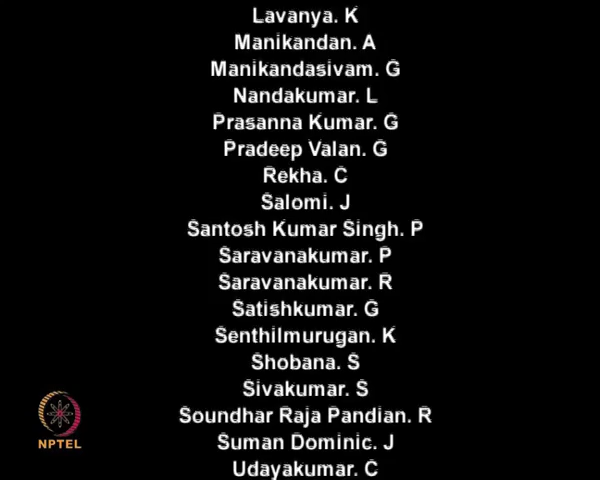 Lavanya. K
Manikandan. A
Manikandasivam. G
Nandakumar. L
Prasanna Kumar. G
Pradeep Valan. G
Rekha. C
Salomi. J
Santosh Kumar Singh. P
Saravanakumar. P
Saravanakumar. R
Satishkumar. G
Senthilmurugan. K
Shobana. S
Sivakumar. S
Soundhar Raja Pandian. R
Suman Dominic. J
Udayakumar. C
NPTEL